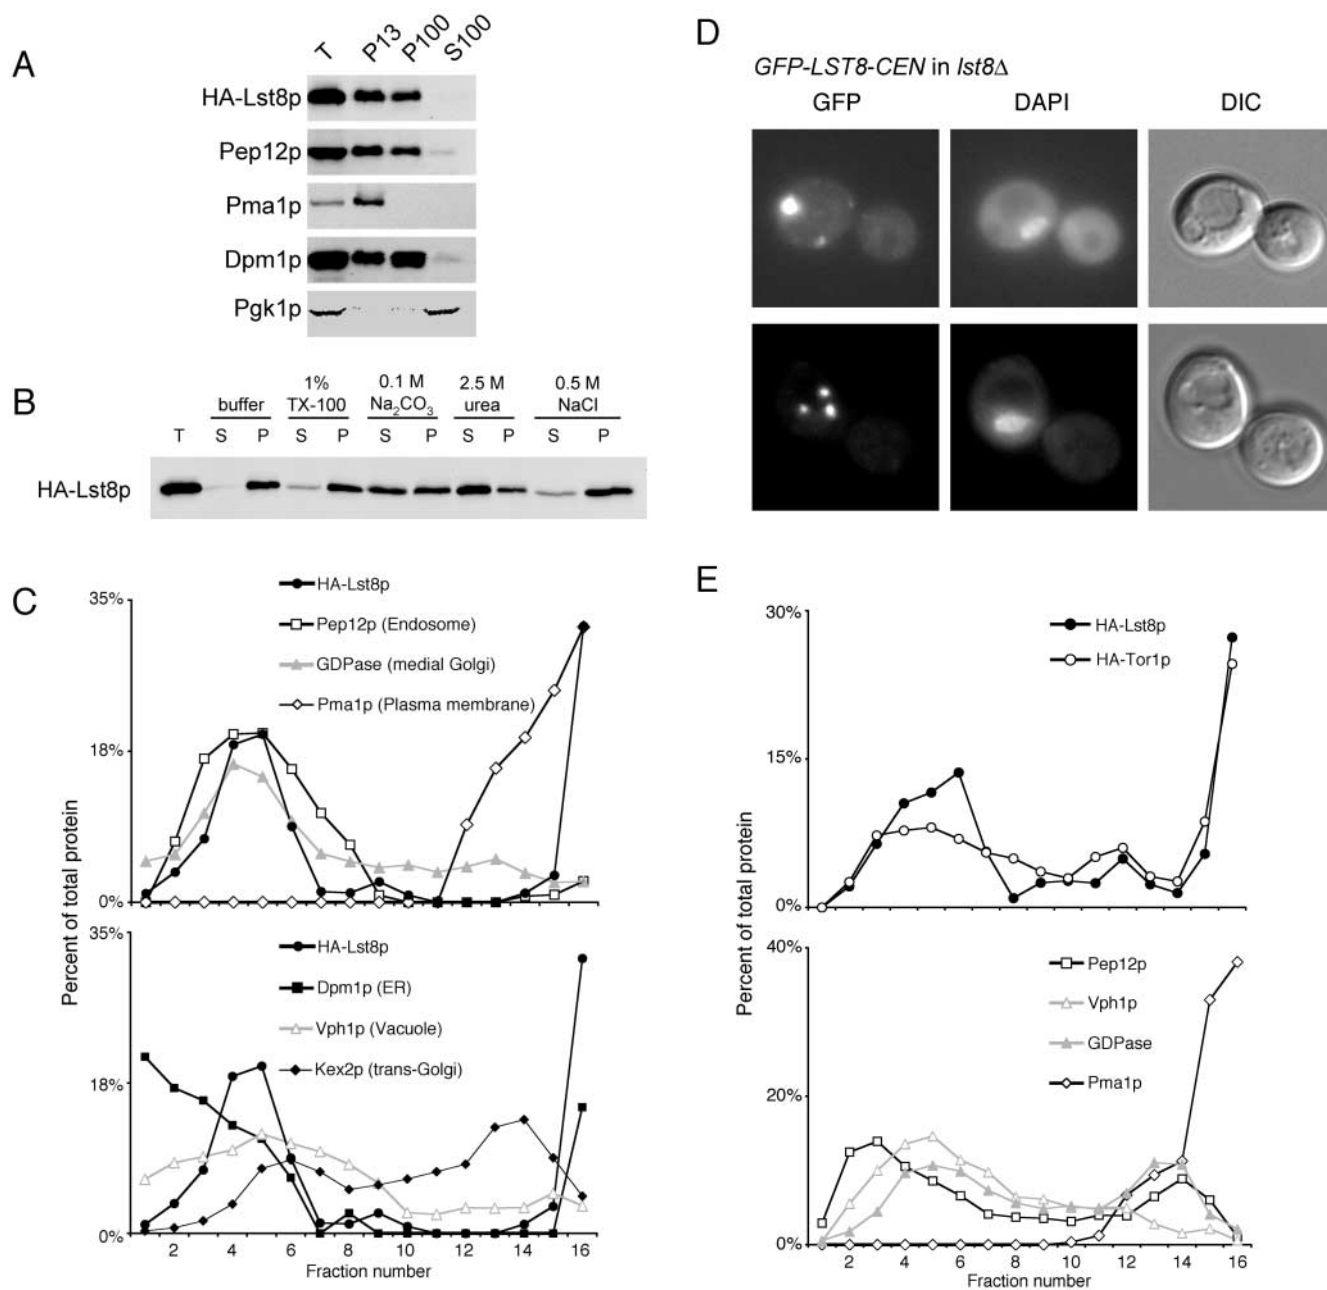 A
T P13 P100 S100
HA-Lst8p
Pep12p
Pma1p
Dpm1p
Pgk1p
B
buffer
1% TX-100
0.1 M Na₂CO₃
2.5 M urea
0.5 M NaCl
T S P S P S P S P S P
HA-Lst8p
C
35%
18%
0%
HA-Lst8p
Pep12p (Endosome)
GDPase (medial Golgi)
Pma1p (Plasma membrane)
35%
18%
0%
HA-Lst8p
Dpm1p (ER)
Vph1p (Vacuole)
Kex2p (trans-Golgi)
Percent of total protein
2 4 6 8 10 12 14 16
Fraction number
D
GFP-LST8-CEN in lst8Δ
GFP DAPI DIC
E
30%
15%
0%
HA-Lst8p
HA-Tor1p
40%
20%
0%
Pep12p
Vph1p
GDPase
Pma1p
Percent of total protein
2 4 6 8 10 12 14 16
Fraction number